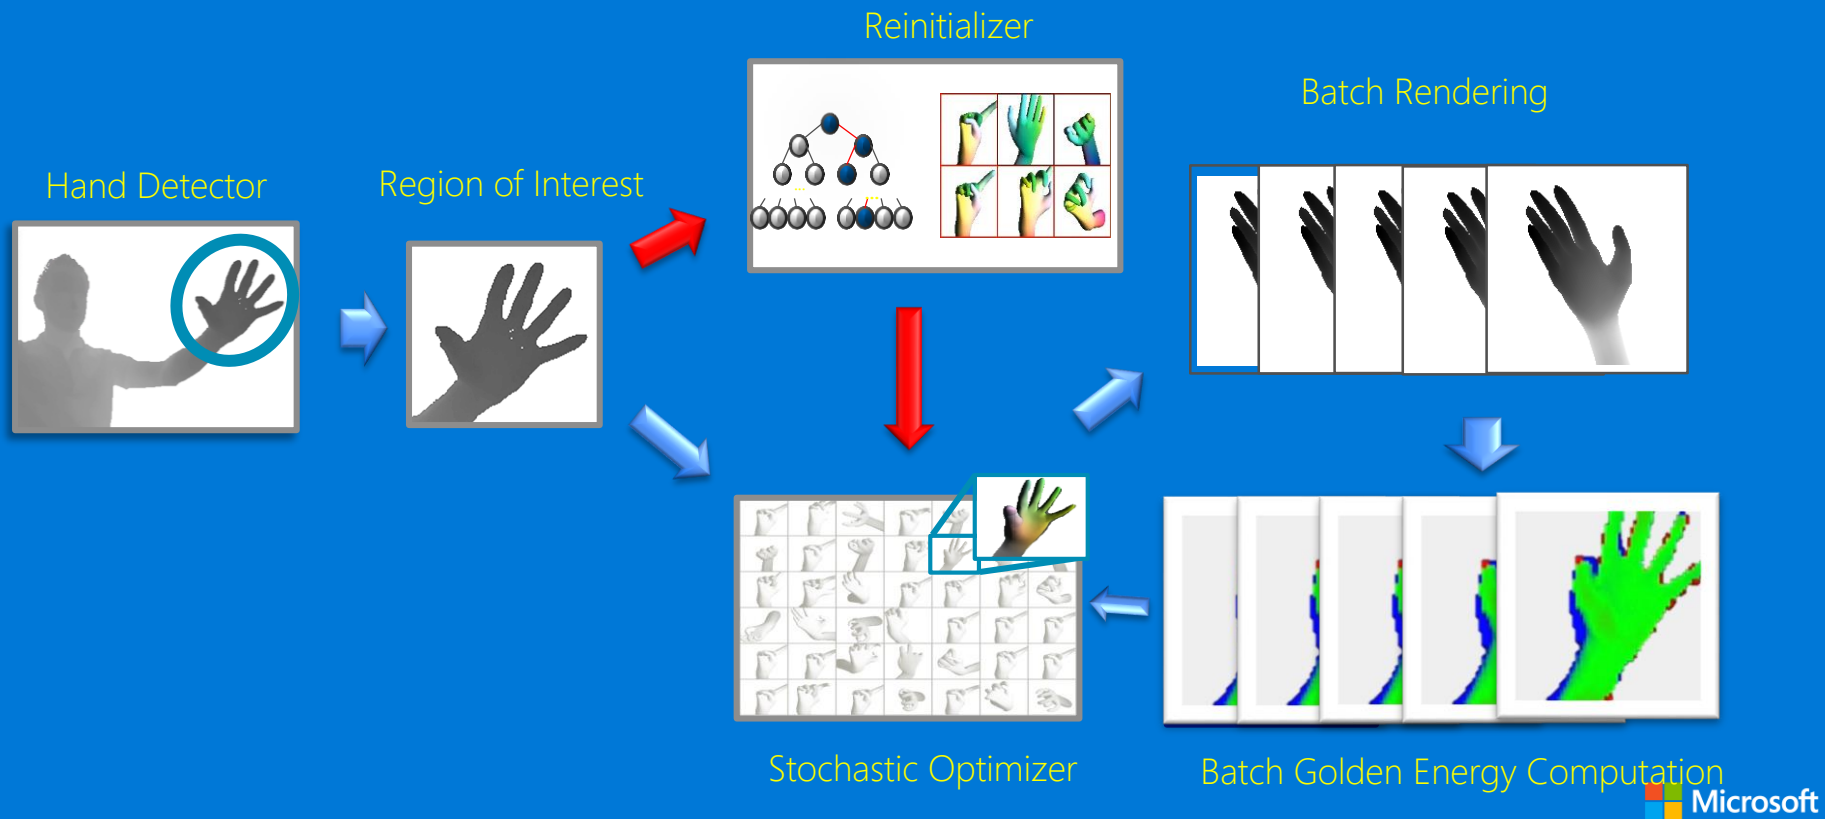 Reinitializer
Batch Rendering
Hand Detector
Region of Interest
Stochastic Optimizer
Batch Golden Energy Computation
Microsoft